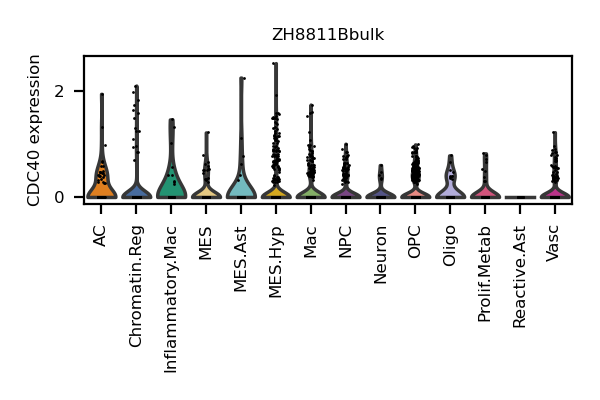 ZH8811Bbulk
CDC40 expression
2
0
AC
Chromatin.Reg
Inflammatory.Mac
MES
MES.Ast
MES.Hyp
Mac
NPC
Neuron
OPC
Oligo
Prolif.Metab
Reactive.Ast
Vasc